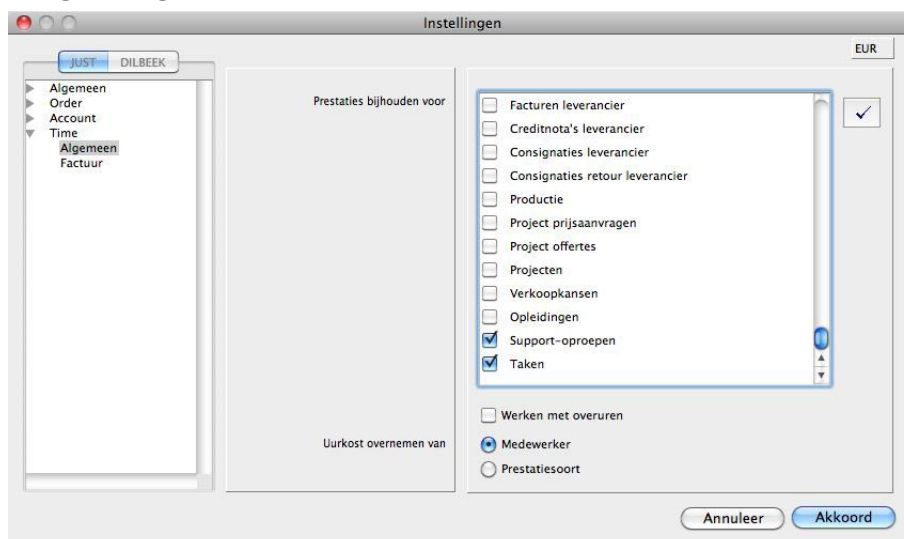 Instellingen
EUR
JUST DILBEEK
Algemeen
Order
Account
Time
Algemeen
Factuur
Prestaties bijhouden voor
Facturen leverancier
Creditnota's leverancier
Consignaties leverancier
Consignaties retour leverancier
Productie
Project prijsaanvragen
Project offertes
Projecten
Verkoopkansen
Opleidingen
Support-oproepen
Taken
Werken met overuren
Uurkost overnemen van
Medewerker
Prestatiesoort
Annuleer
Akkoord